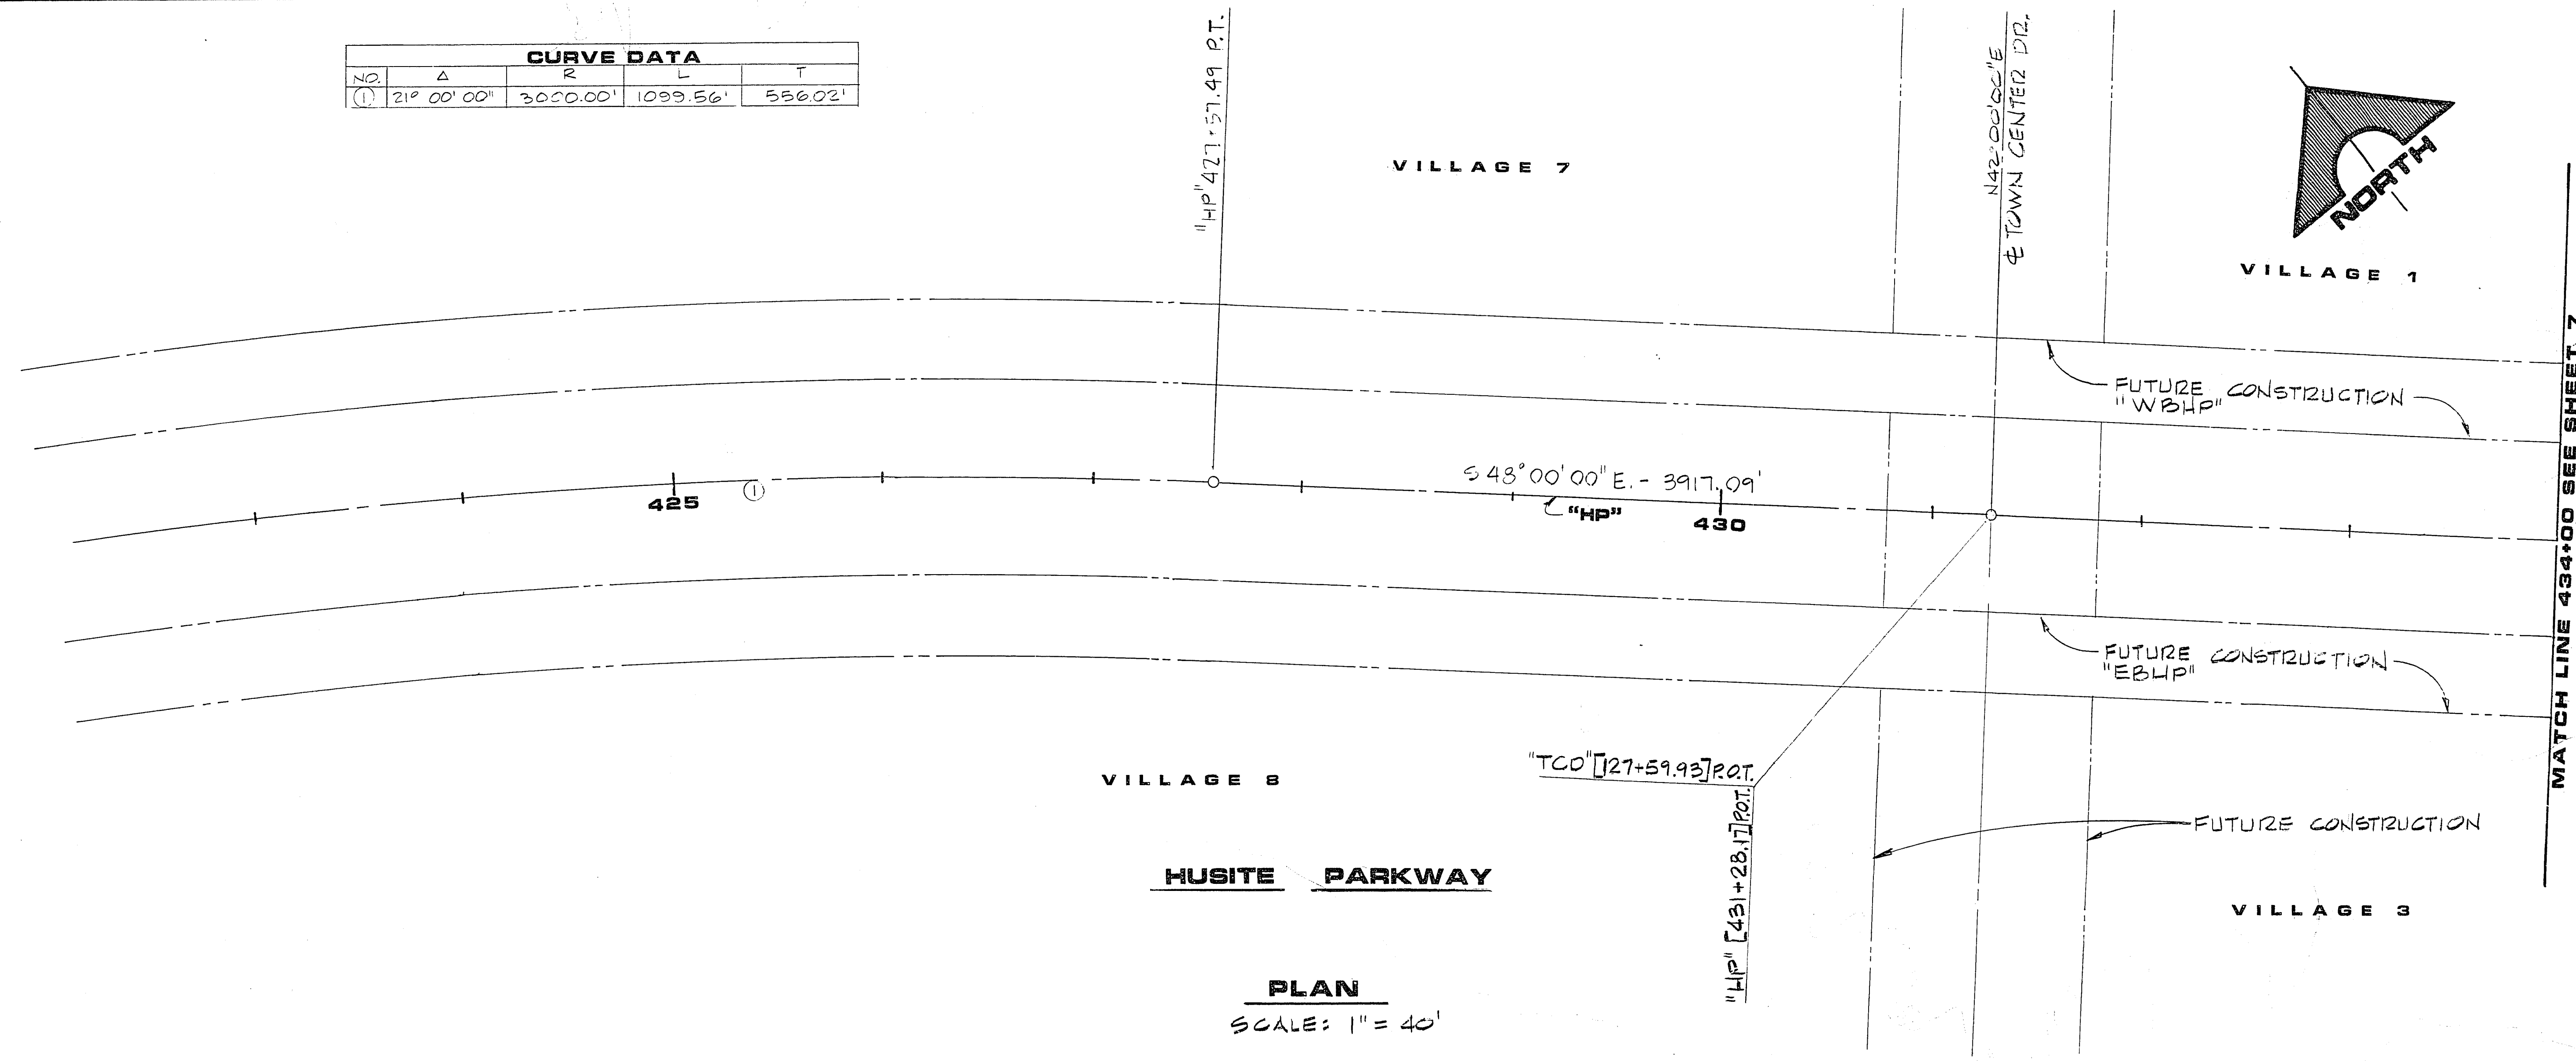 CURVE DATA
NO. Δ R L T
① 21° 00' 00" 3000.00' 1099.56' 556.02'
"HP" 427+57.49 P.T.
VILLAGE 7
N42°00'00"E
℄ TOWN CENTER DR.
NORTH
VILLAGE 1
FUTURE CONSTRUCTION
"WBHP"
MATCH LINE 434+00 SEE SHEET 7
425
①
S 48° 00' 00" E. - 3917.09'
"HP"
430
FUTURE CONSTRUCTION
"EBHP"
"TCD" [127+59.93] P.O.T.
"HP" [431+28.17] P.O.T.
VILLAGE 8
FUTURE CONSTRUCTION
HUSITE PARKWAY
VILLAGE 3
PLAN
SCALE: 1" = 40'